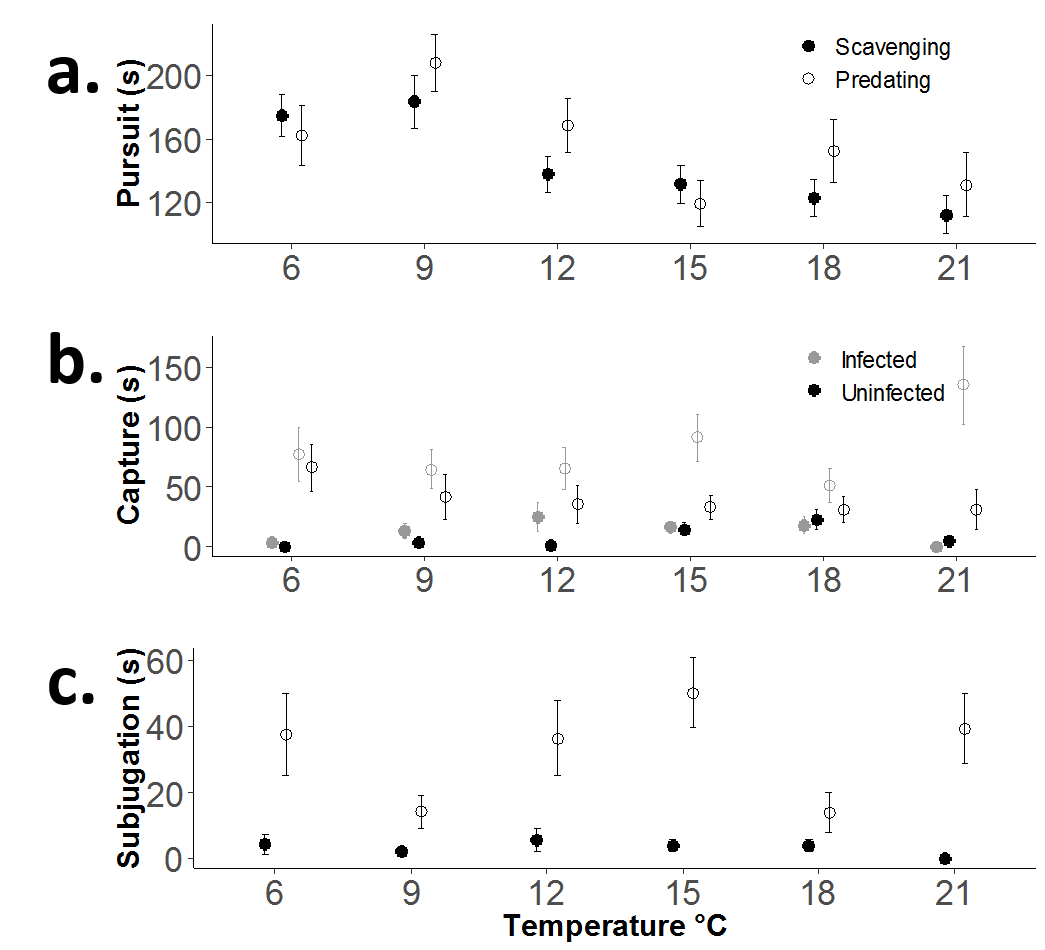 a.
Pursuit (s)
200
160
120
Scavenging
Predating
6 9 12 15 18 21
b.
Capture (s)
150
100
50
0
Infected
Uninfected
6 9 12 15 18 21
c.
Subjugation (s)
60
40
20
0
6 9 12 15 18 21
Temperature °C